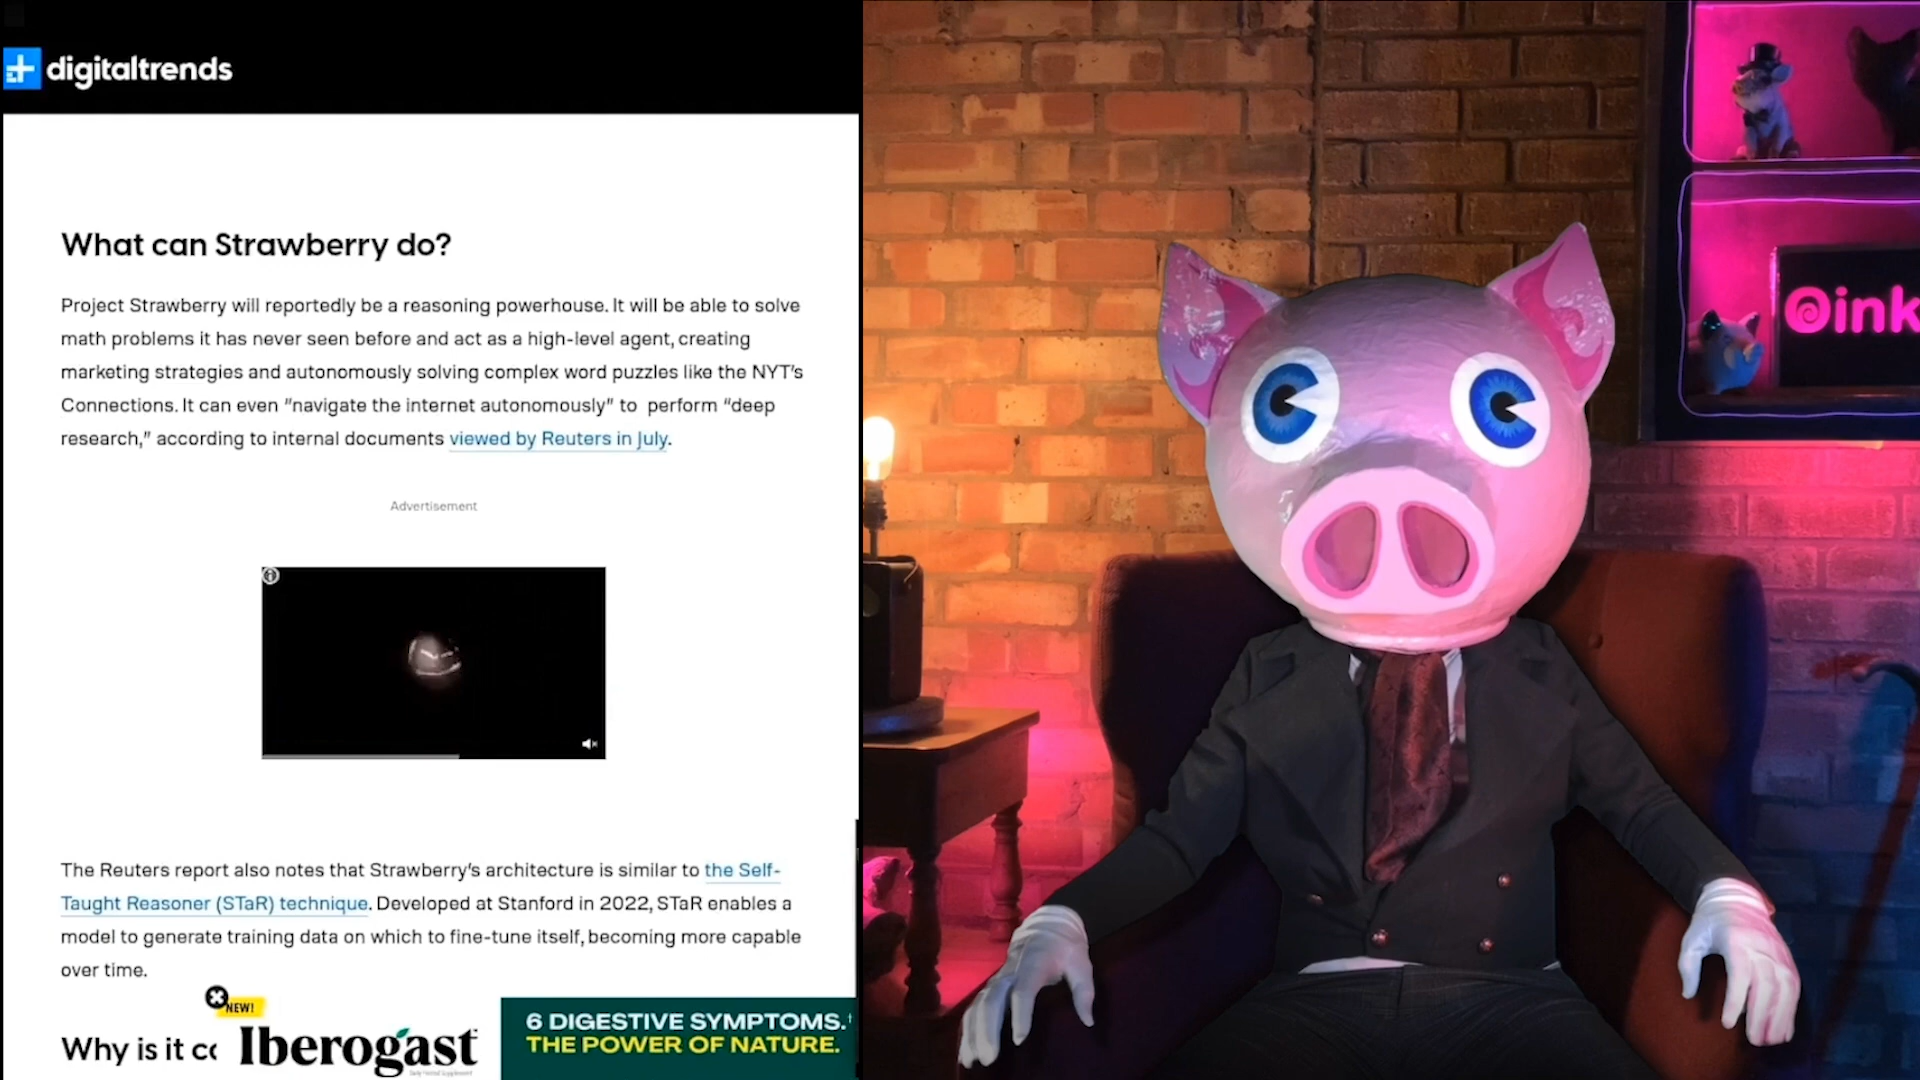 digitaltrends
What can Strawberry do?
Project Strawberry will reportedly be a reasoning powerhouse. It will be able to solve
math problems it has never seen before and act as a high-level agent, creating
marketing strategies and autonomously solving complex word puzzles like the NYT's
Connections. It can even "navigate the internet autonomously" to perform "deep
research," according to internal documents viewed by Reuters in July.
Advertisement
The Reuters report also notes that Strawberry's architecture is similar to the Self-
Taught Reasoner (STaR) technique. Developed at Stanford in 2022, STaR enables a
model to generate training data on which to fine-tune itself, becoming more capable
over time.
Why is it c
NEW!
Iberogast
6 DIGESTIVE SYMPTOMS.†
THE POWER OF NATURE.
Oink